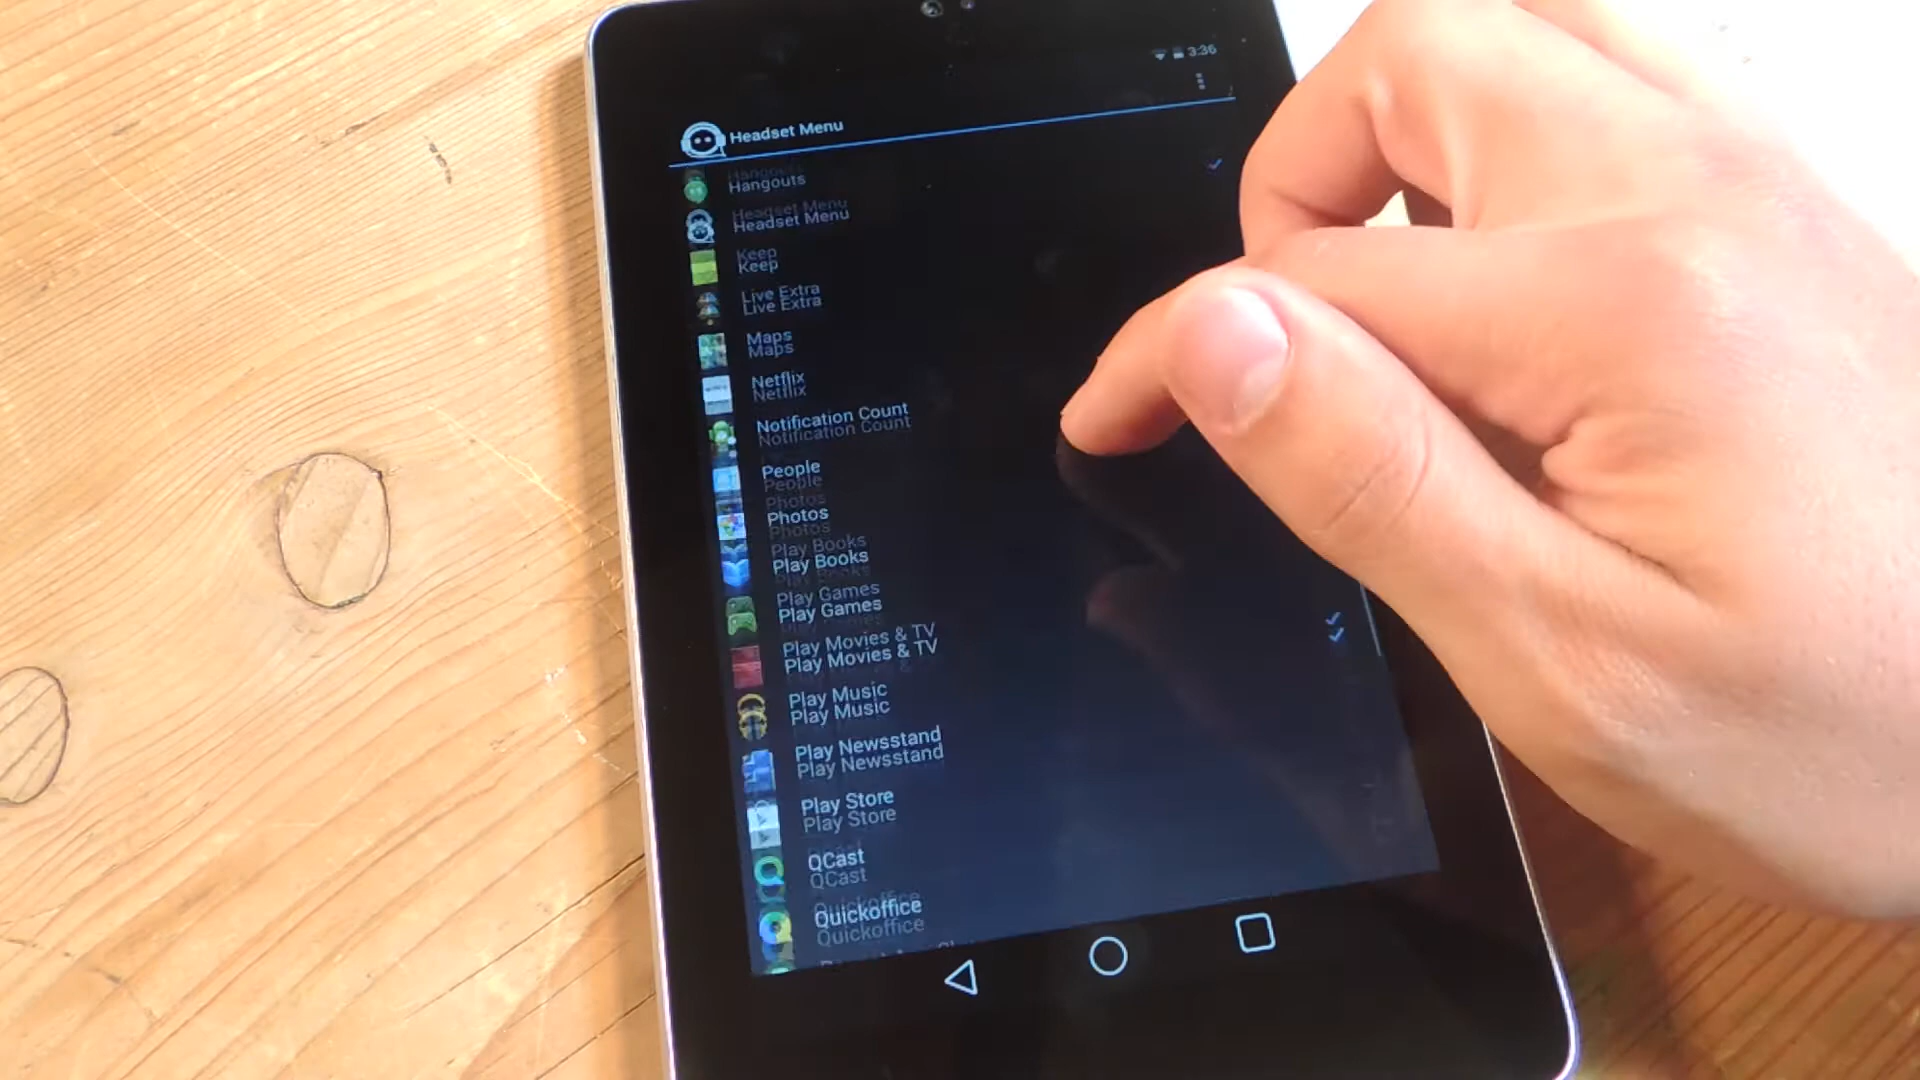 3:36
Headset Menu
Hangouts
Headset Menu
Keep
Live Extra
Maps
Netflix
Notification Count
People
Photos
Play Books
Play Games
Play Movies & TV
Play Music
Play Newsstand
Play Store
QCast
Quickoffice